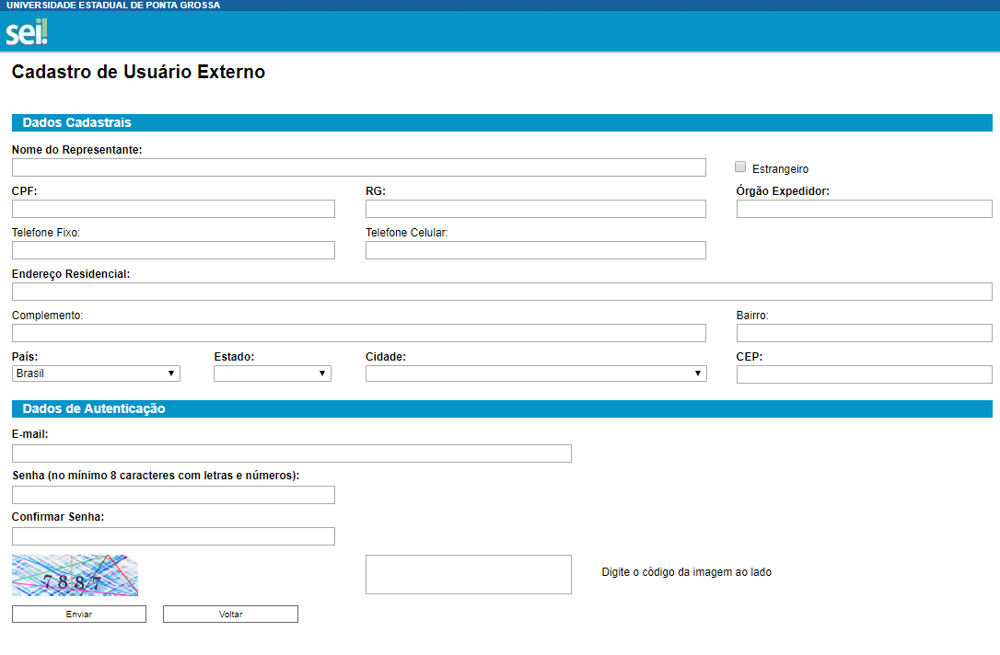 UNIVERSIDADE ESTADUAL DE PONTA GROSSA
sei!
Cadastro de Usuário Externo
Dados Cadastrais
Nome do Representante:
Estrangeiro
CPF: RG: Órgão Expedidor:
Telefone Fixo: Telefone Celular:
Endereço Residencial:
Complemento: Bairro:
País: Estado: Cidade: CEP:
Brasil
Dados de Autenticação
E-mail:
Senha (no mínimo 8 caracteres com letras e números):
Confirmar Senha:
7887
Digite o código da imagem ao lado
Enviar Voltar